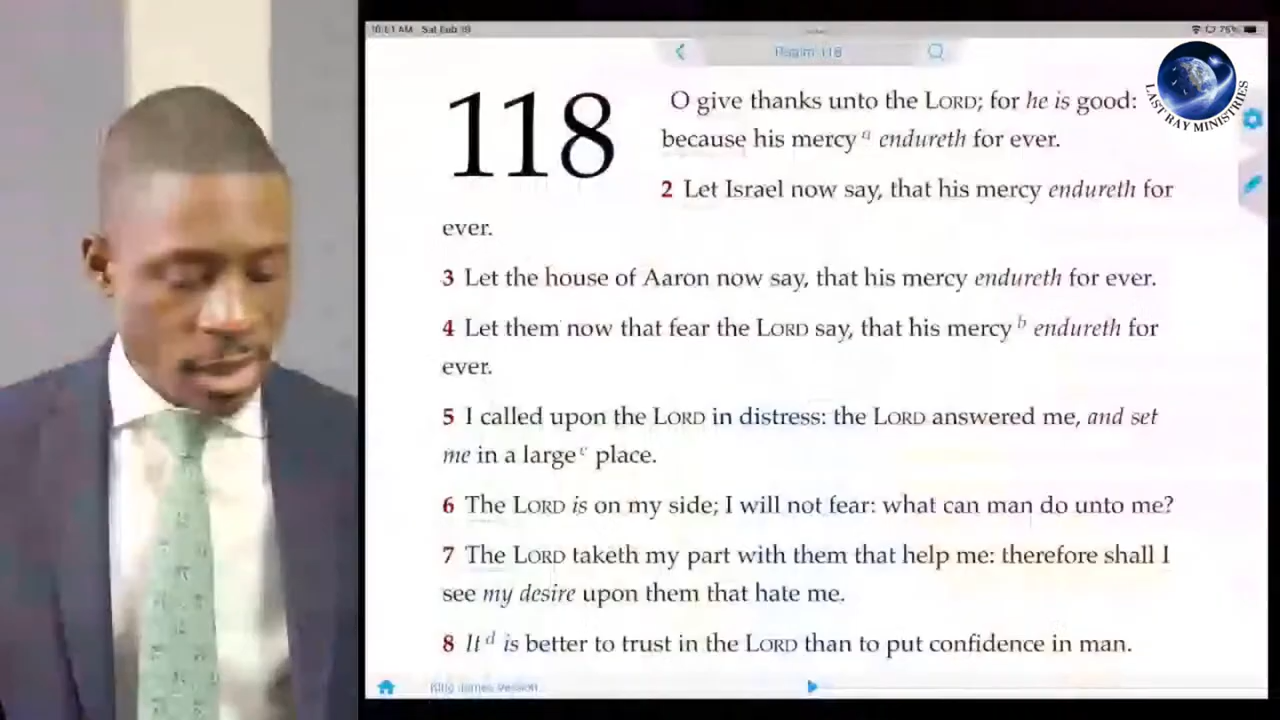 10:51 AM Sat Feb 19
76%
Psalm 118
LAST RAY MINISTRIES
118
O give thanks unto the LORD; for he is good:
because his mercy a endureth for ever.
2 Let Israel now say, that his mercy endureth for
ever.
3 Let the house of Aaron now say, that his mercy endureth for ever.
4 Let them now that fear the LORD say, that his mercy b endureth for
ever.
5 I called upon the LORD in distress: the LORD answered me, and set
me in a large c place.
6 The LORD is on my side; I will not fear: what can man do unto me?
7 The LORD taketh my part with them that help me: therefore shall I
see my desire upon them that hate me.
8 It d is better to trust in the LORD than to put confidence in man.
King James Version